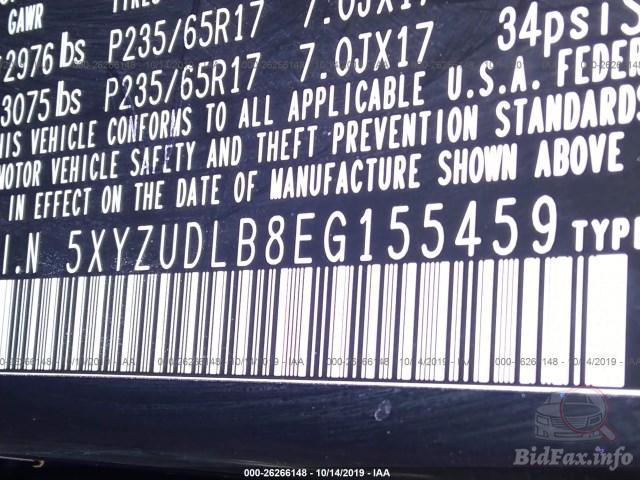 GAWR TIRES
2976 lbs P235/65R17 7.0JX17 34psi
3075 lbs P235/65R17 7.0JX17
HIS VEHICLE CONFORMS TO ALL APPLICABLE U.S.A. FEDER
MOTOR VEHICLE SAFETY AND THEFT PREVENTION STANDARDS
IN EFFECT ON THE DATE OF MANUFACTURE SHOWN ABOVE
I.N 5XYZUDLB8EG155459 TYPE
000-26266148 - 10/14/2019 - IAA
BidFax.info